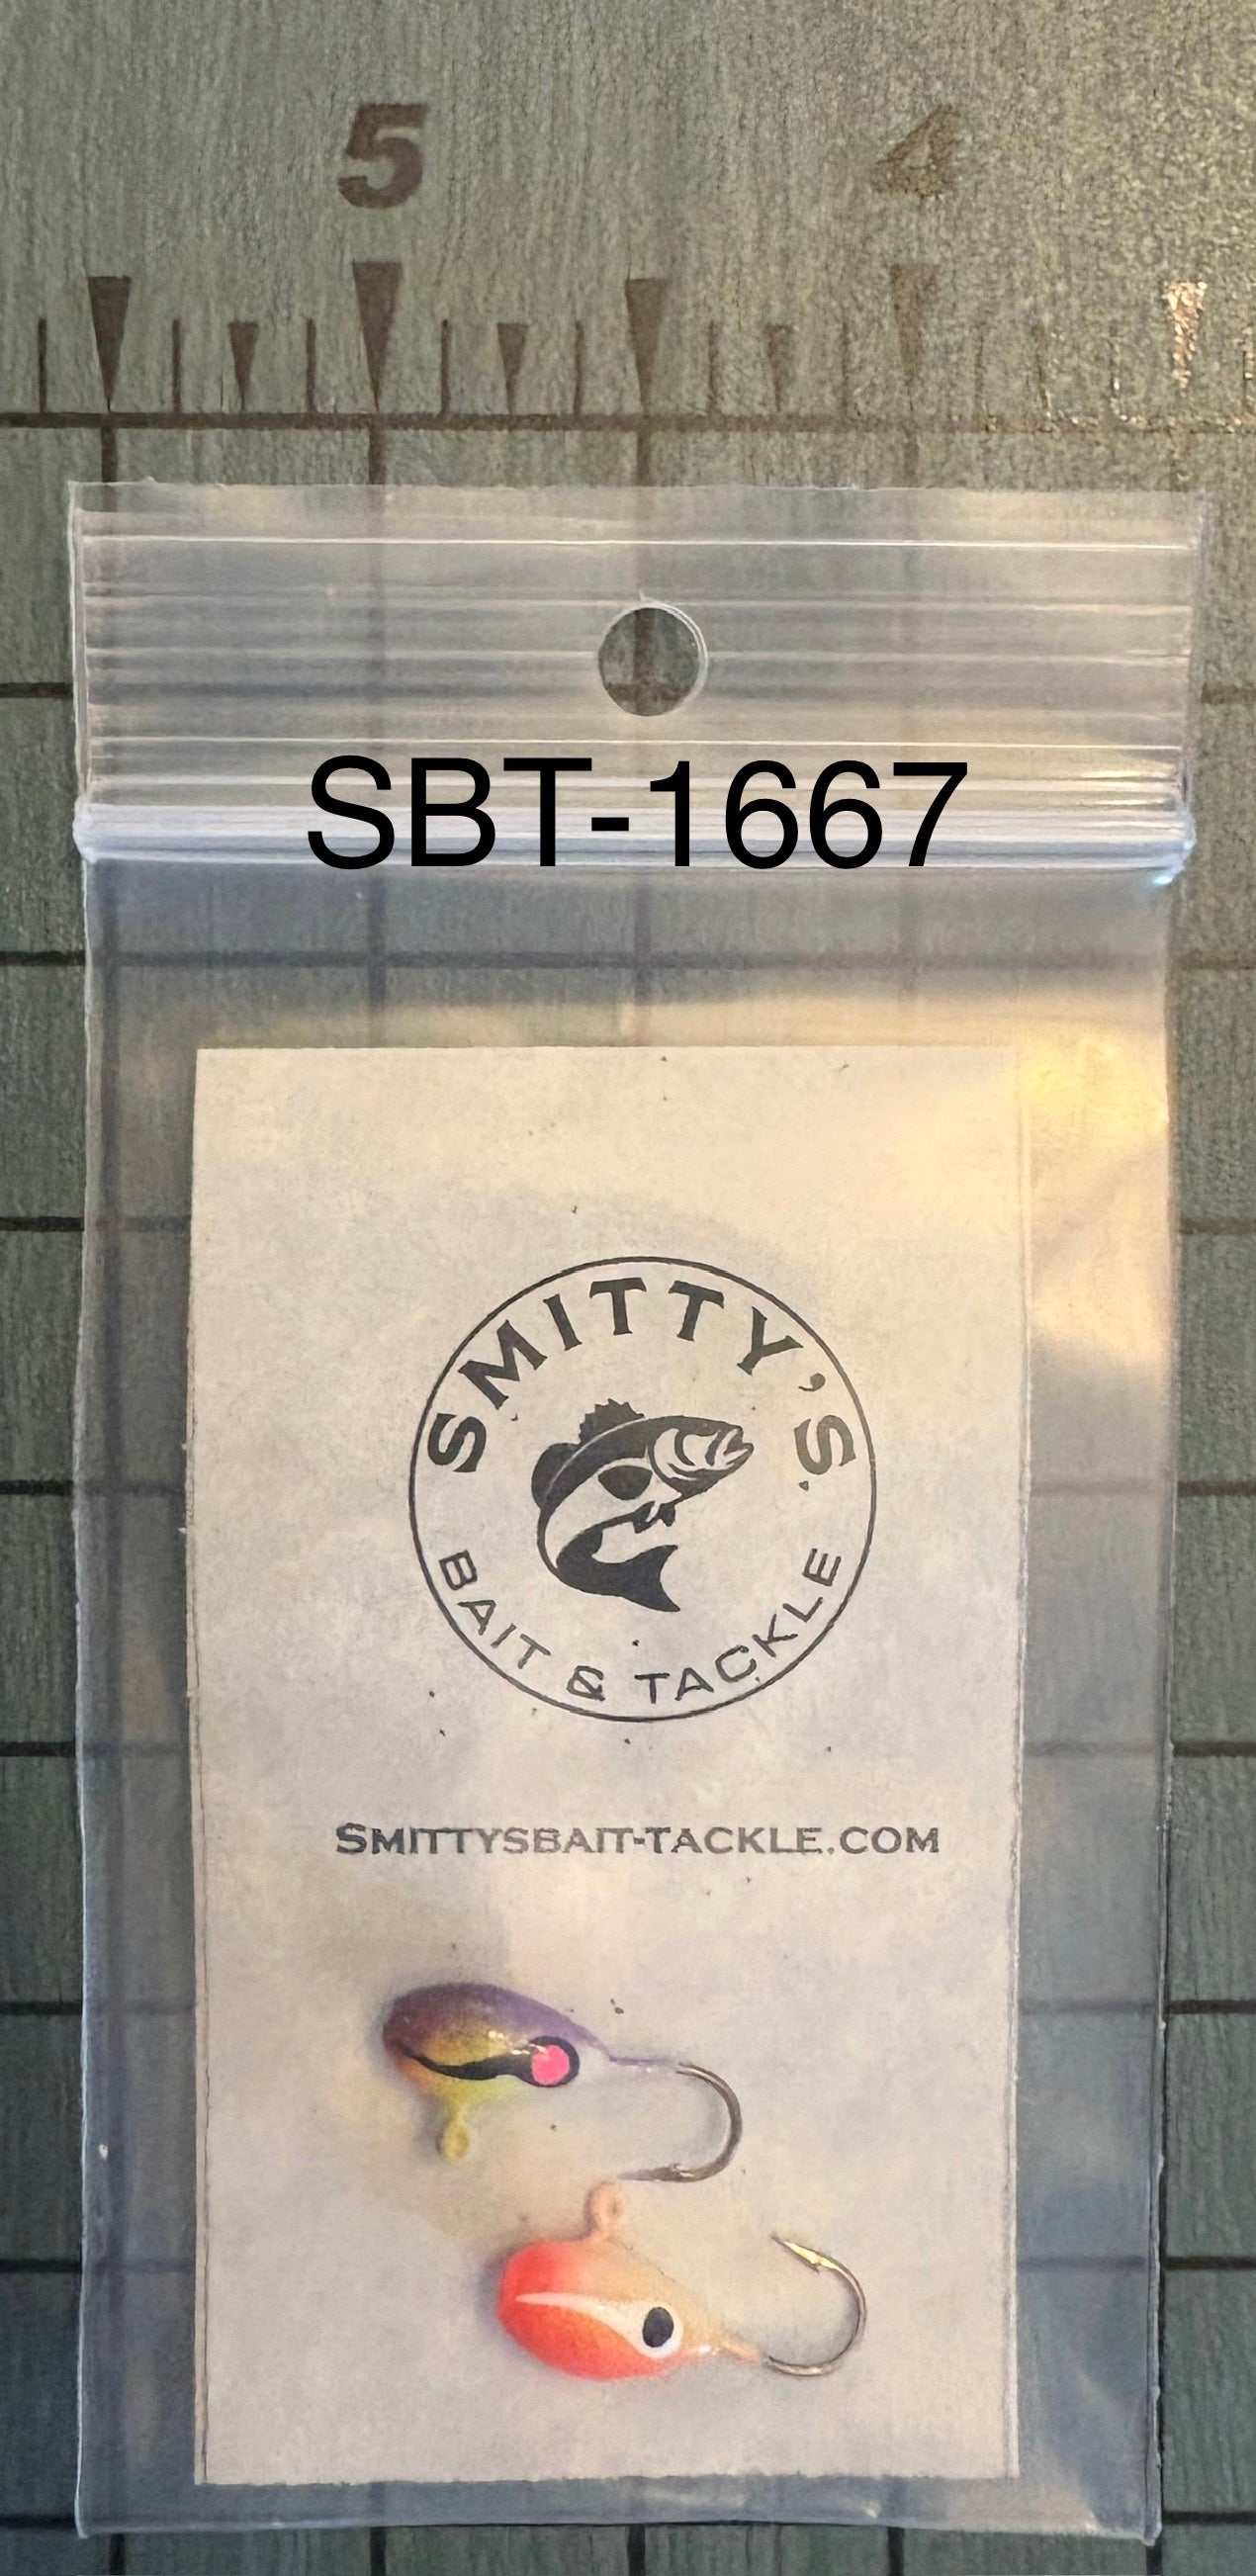 5 4
SBT-1667
SMITTY'S
BAIT & TACKLE
SMITTYSBAIT-TACKLE.COM